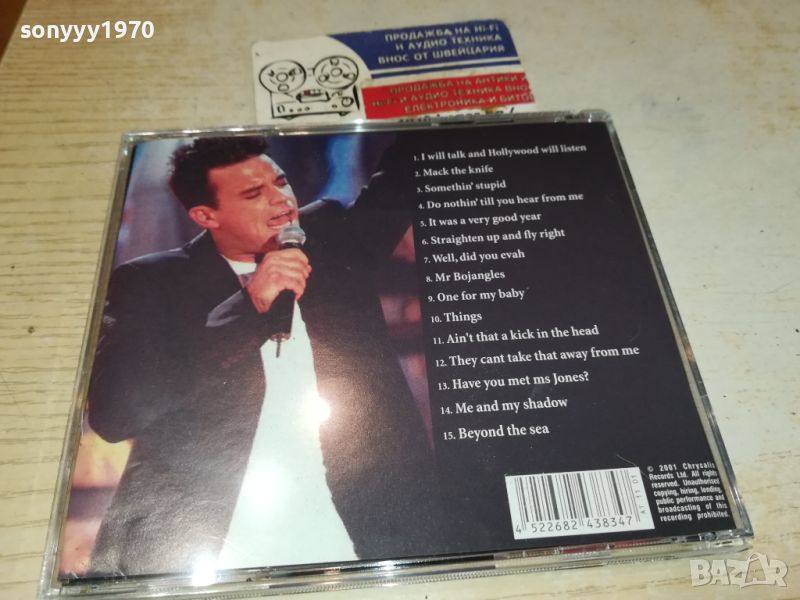 sonyyy1970
ПРОДАЖБА НА Hi-Fi
И АУДИО ТЕХНИКА
ВНОС ОТ ШВЕЙЦАРИЯ
ПРОДАЖБА НА АНТИКИ
И АУДИО ТЕХНИКА
ЕЛЕКТРОНИКА И
1. I will talk and Hollywood will listen
2. Mack the knife
3. Somethin' stupid
4. Do nothin' till you hear from me
5. It was a very good year
6. Straighten up and fly right
7. Well, did you evah
8. Mr Bojangles
9. One for my baby
10. Things
11. Ain't that a kick in the head
12. They cant take that away from me
13. Have you met ms Jones?
14. Me and my shadow
15. Beyond the sea
© 2001 Chrysalis
Records Ltd. All rights
reserved. Unauthorised
copying, hiring, lending,
public performance and
broadcasting of this
recording prohibited.
AY 11 01
4 522682 438347
BAZAR